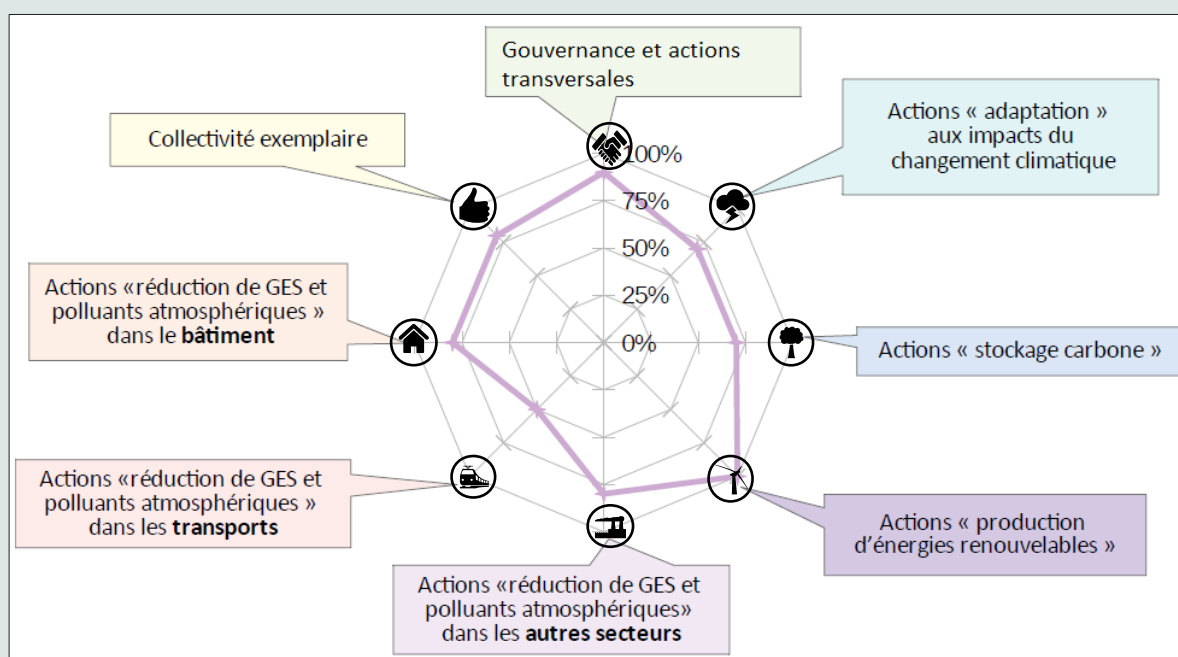 Gouvernance et actions
transversales
Collectivité exemplaire
Actions « adaptation »
aux impacts du
changement climatique
100%
75%
50%
25%
0%
Actions «réduction de GES et
polluants atmosphériques »
dans le bâtiment
Actions « stockage carbone »
Actions «réduction de GES et
polluants atmosphériques »
dans les transports
Actions « production
d’énergies renouvelables »
Actions «réduction de GES et
polluants atmosphériques»
dans les autres secteurs